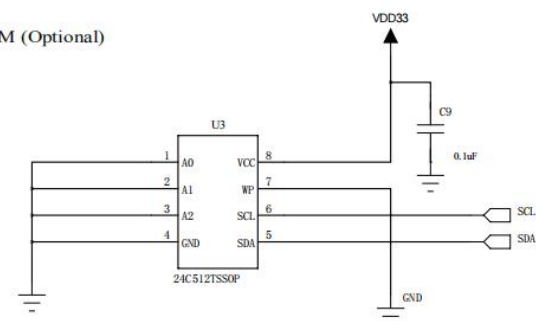 M (Optional)
VDD33
C9
0.1uF
U3
1 A0 VCC 8
2 A1 WP 7
3 A2 SCL 6 SCL
4 GND SDA 5 SDA
24C512TSSOP
GND